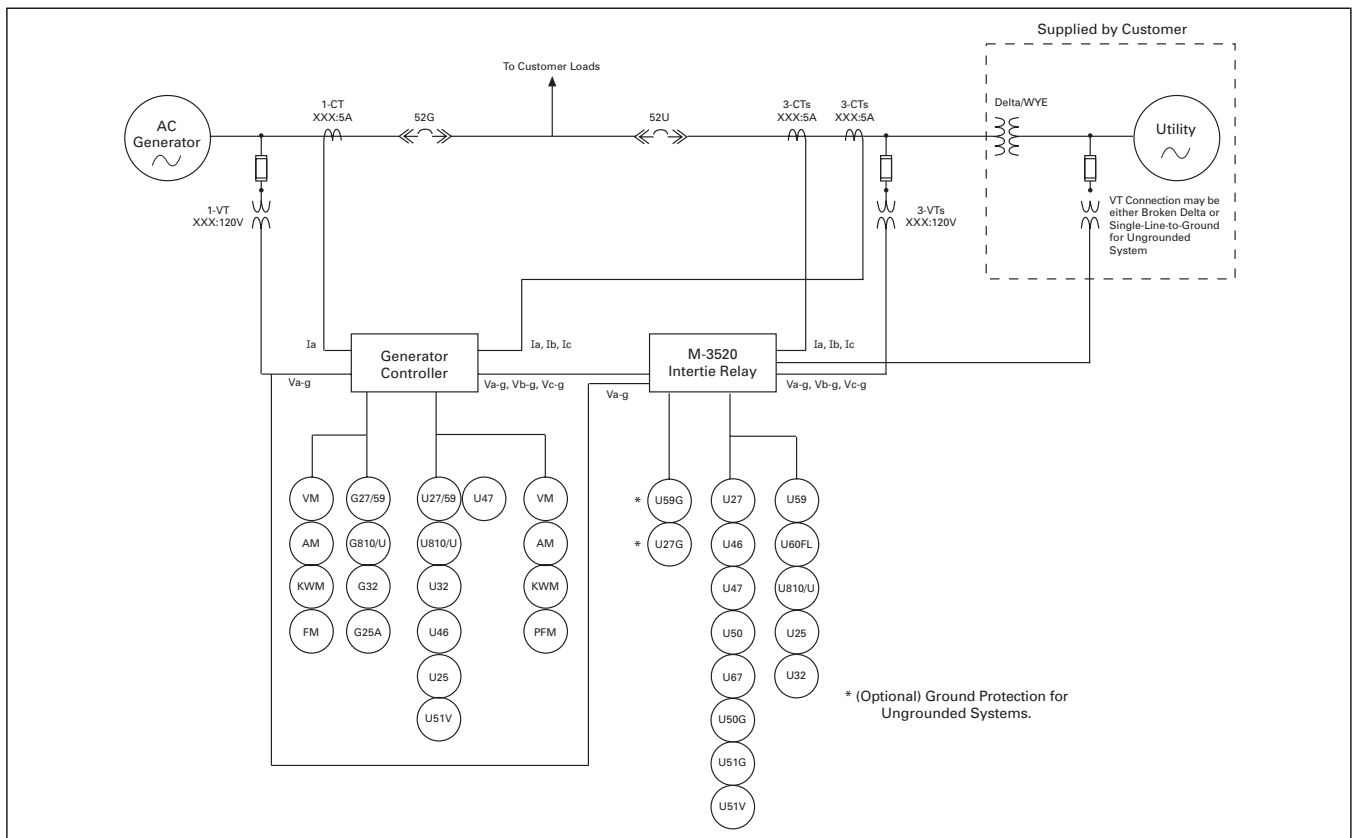 Supplied by Customer
To Customer Loads
1-CT
XXX:5A
52G
52U
3-CTs
XXX:5A
3-CTs
XXX:5A
Delta/WYE
AC
Generator
Utility
1-VT
XXX:120V
3-VTs
XXX:120V
VT Connection may be
either Broken Delta or
Single-Line-to-Ground
for Ungrounded
System
Ia
Generator
Controller
Ia, Ib, Ic
M-3520
Intertie Relay
Ia, Ib, Ic
Va-g
Va-g, Vb-g, Vc-g
Va-g
Va-g, Vb-g, Vc-g
VM
AM
KWM
FM
G27/59
G810/U
G32
G25A
U27/59
U47
U810/U
U32
U46
U25
U51V
VM
AM
KWM
PFM
* U59G
* U27G
U27
U46
U47
U50
U67
U50G
U51G
U51V
U59
U60FL
U810/U
U25
U32
* (Optional) Ground Protection for
Ungrounded Systems.